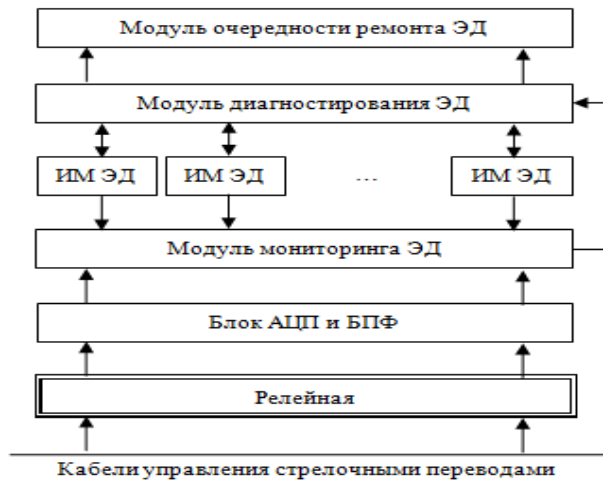 Модуль очередности ремонта ЭД
Модуль диагностирования ЭД
ИМ ЭД ИМ ЭД ... ИМ ЭД
Модуль мониторинга ЭД
Блок АЦП и БПФ
Релейная
Кабели управления стрелочными переводами